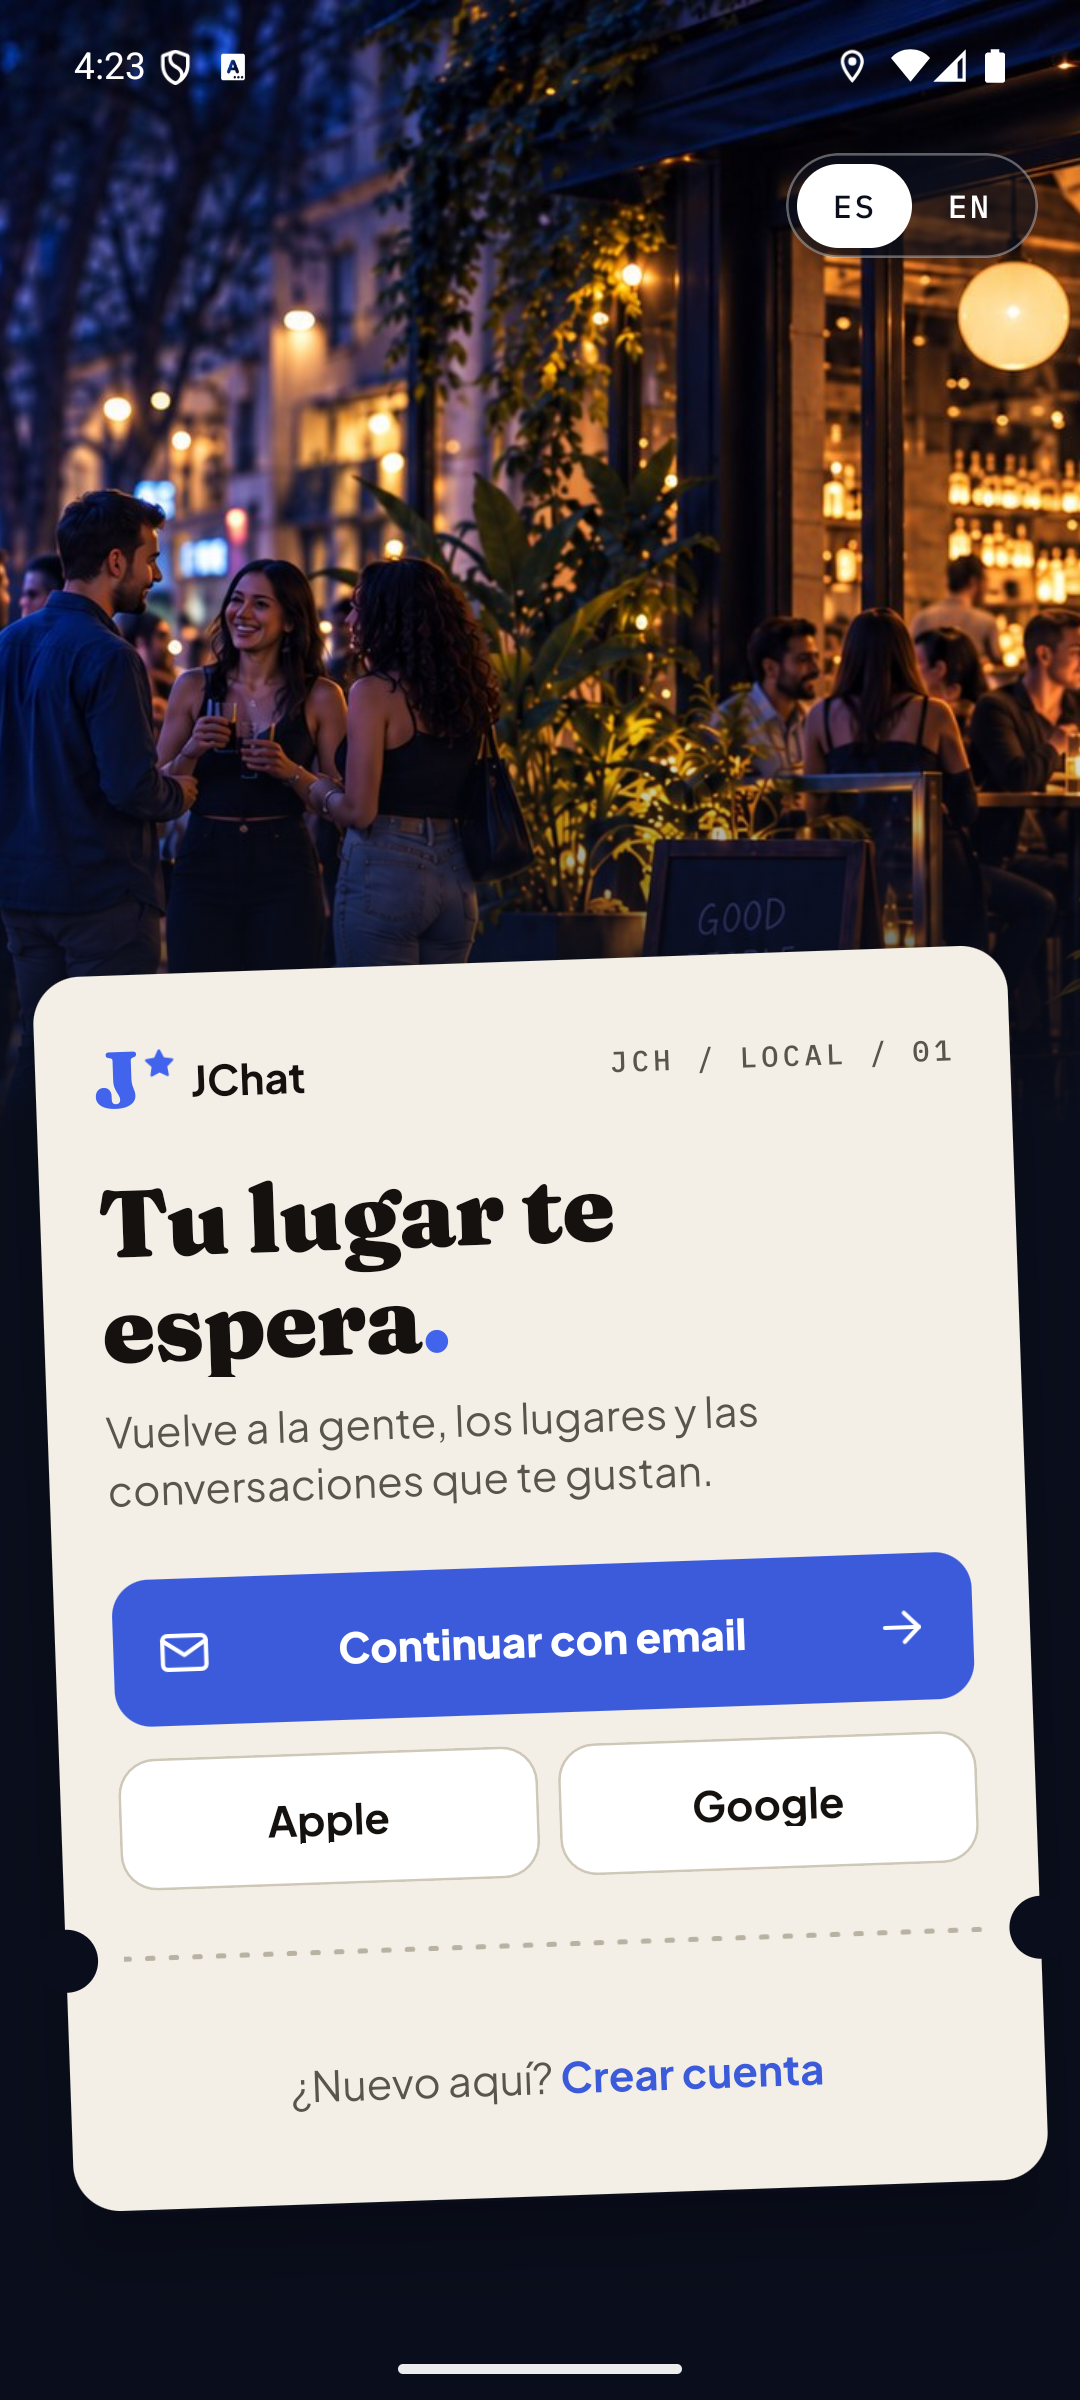 4:23
ES EN
GOOD
J JChat
JCH / LOCAL / 01
Tu lugar te
espera.
Vuelve a la gente, los lugares y las
conversaciones que te gustan.
Continuar con email
Apple
Google
¿Nuevo aquí? Crear cuenta